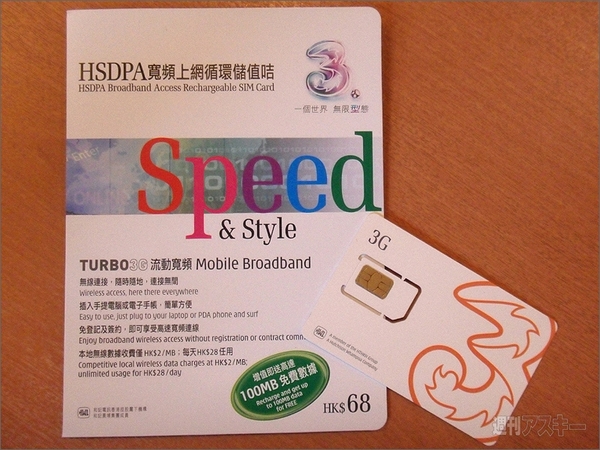 HSDPA寬頻上網循環儲值咭
HSDPA Broadband Access Rechargeable SIM Card
3
一個世界 無限型態
Enter
Speed
& Style
TURBO3G 流動寬頻 Mobile Broadband
無線連接，隨時隨地，連接無間
Wireless access, here there everywhere
插入手提電腦或電子手帳，簡單方便
Easy to use, just plug to your laptop or PDA phone and surf
免登記及簽約，即可享受高速寬頻連線
Enjoy broadband wireless access without registration or contract
本地無線數據收費僅 HK$2/MB；每天HK$28任用
Competitive local wireless data charges at HK$2/MB;
unlimited usage for HK$28/day
增值即送高達
100MB 免費數據
Recharge and get up
to 100MB data
for FREE
HK$68
3G
A member of the
週刊アスキー